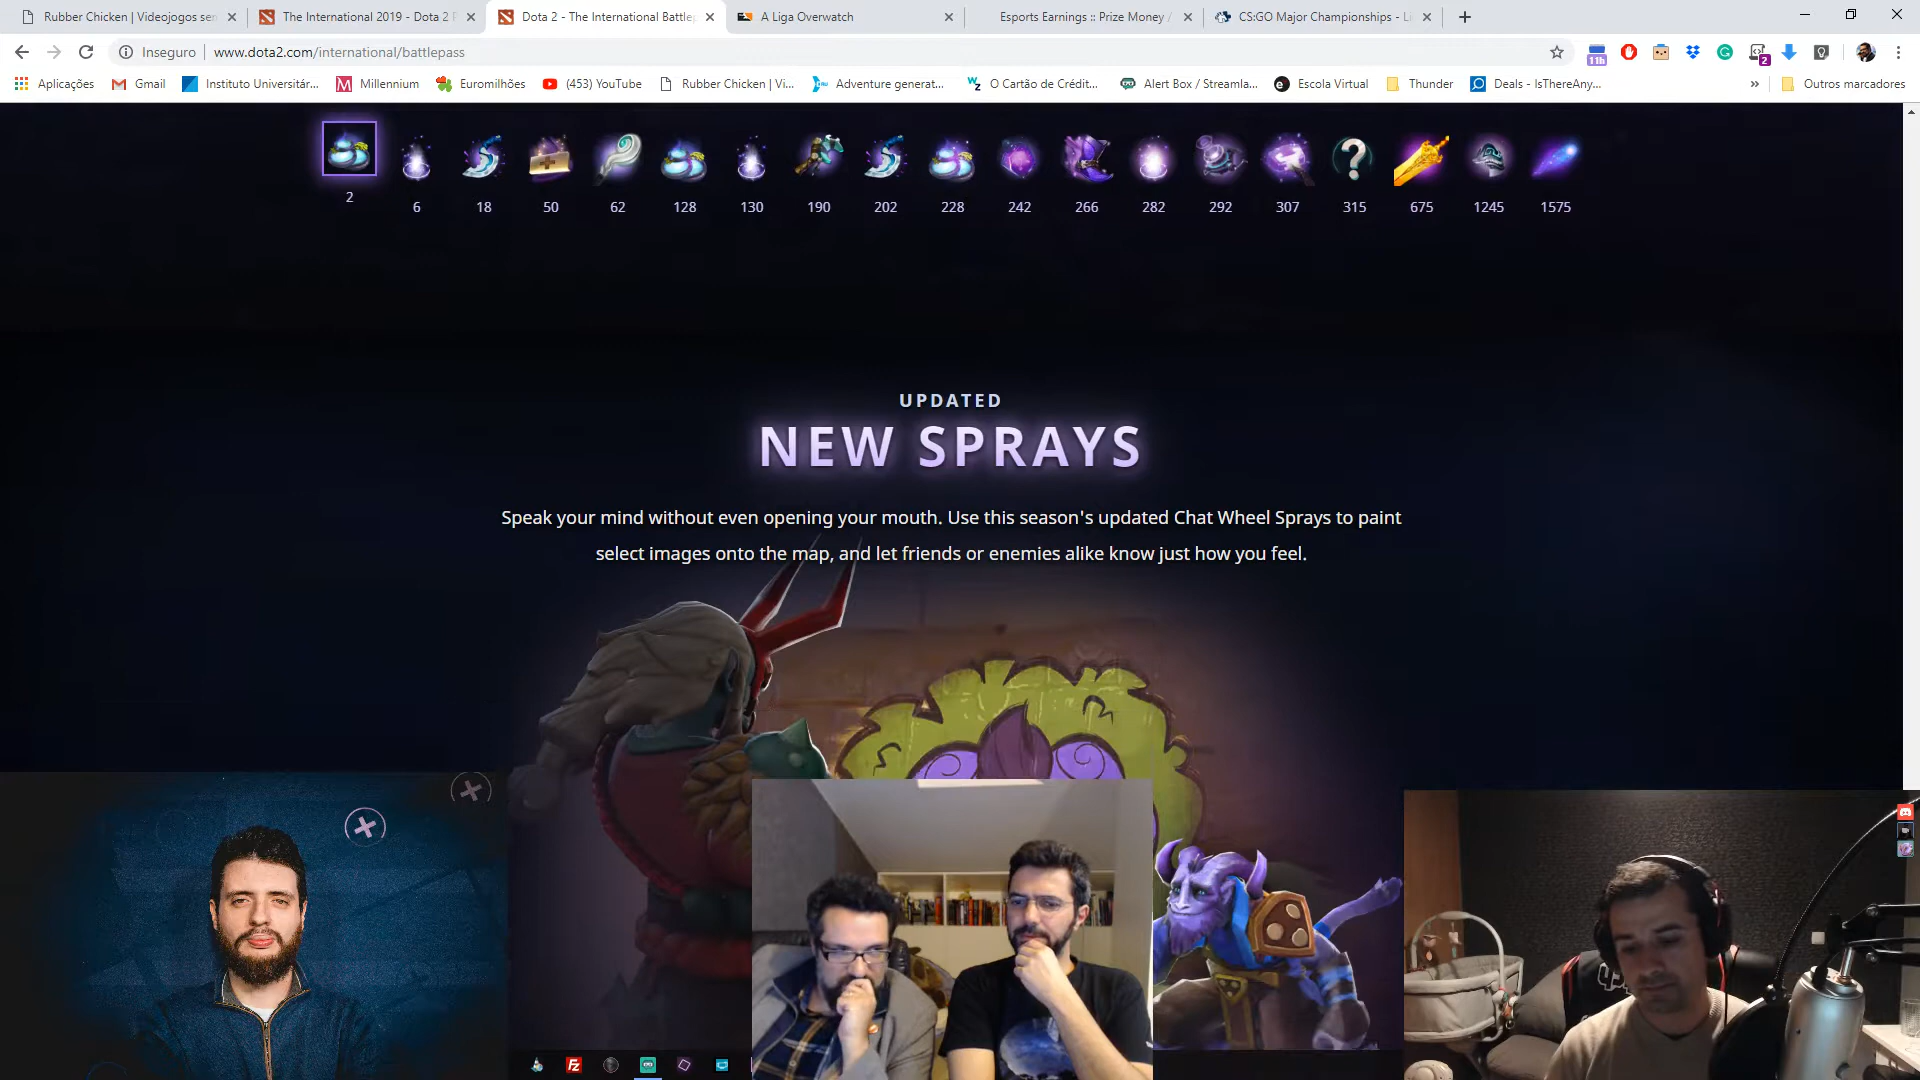 Rubber Chicken | Videojogos sen
The International 2019 - Dota 2 P
Dota 2 - The International Battlep
A Liga Overwatch
Esports Earnings :: Prize Money /
CS:GO Major Championships - Li
Inseguro
www.dota2.com/international/battlepass
11h
2
Aplicações
Gmail
Instituto Universitár...
Millennium
Euromilhões
(453) YouTube
Rubber Chicken | Vi...
Adventure generat...
O Cartão de Crédit...
Alert Box / Streamla...
Escola Virtual
Thunder
Deals - IsThereAny...
»
Outros marcadores
2
6
18
50
62
128
130
190
202
228
242
266
282
292
307
315
675
1245
1575
UPDATED
NEW SPRAYS
Speak your mind without even opening your mouth. Use this season's updated Chat Wheel Sprays to paint
select images onto the map, and let friends or enemies alike know just how you feel.